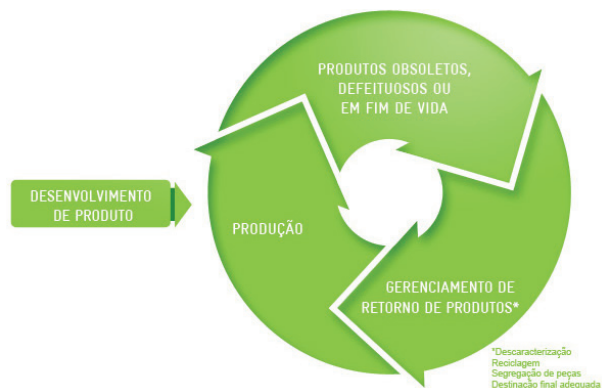 PRODUTOS OBSOLETOS,
DEFEITUOSOS OU
EM FIM DE VIDA
DESENVOLVIMENTO
DE PRODUTO
PRODUÇÃO
GERENCIAMENTO DE
RETORNO DE PRODUTOS*
*Descaracterização
Reciclagem
Segregação de peças
Destinação final adequada